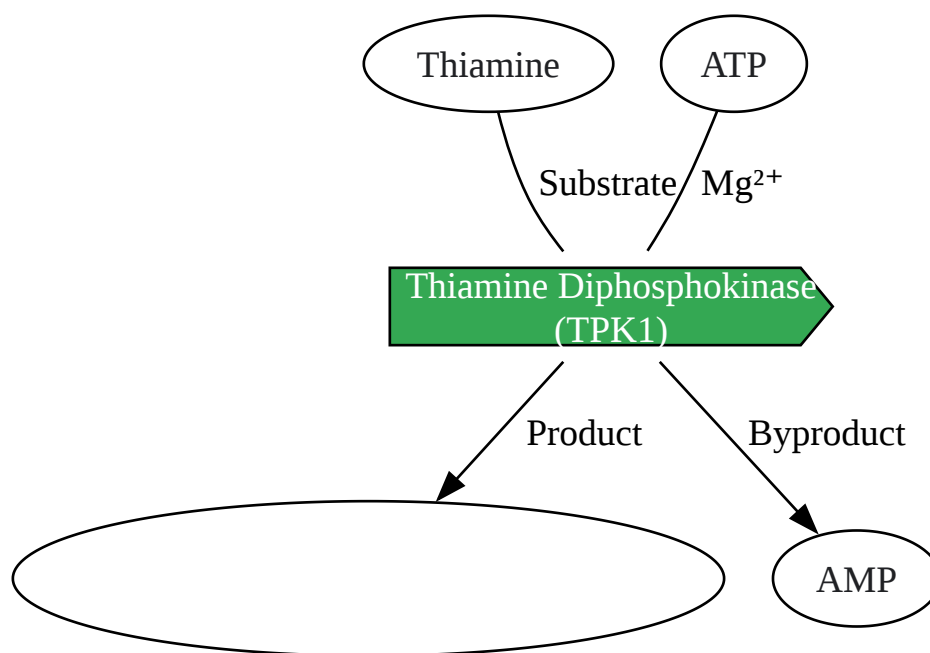 Thiamine
ATP
Substrate
Mg²⁺
Thiamine Diphosphokinase
(TPK1)
Product
Byproduct
AMP